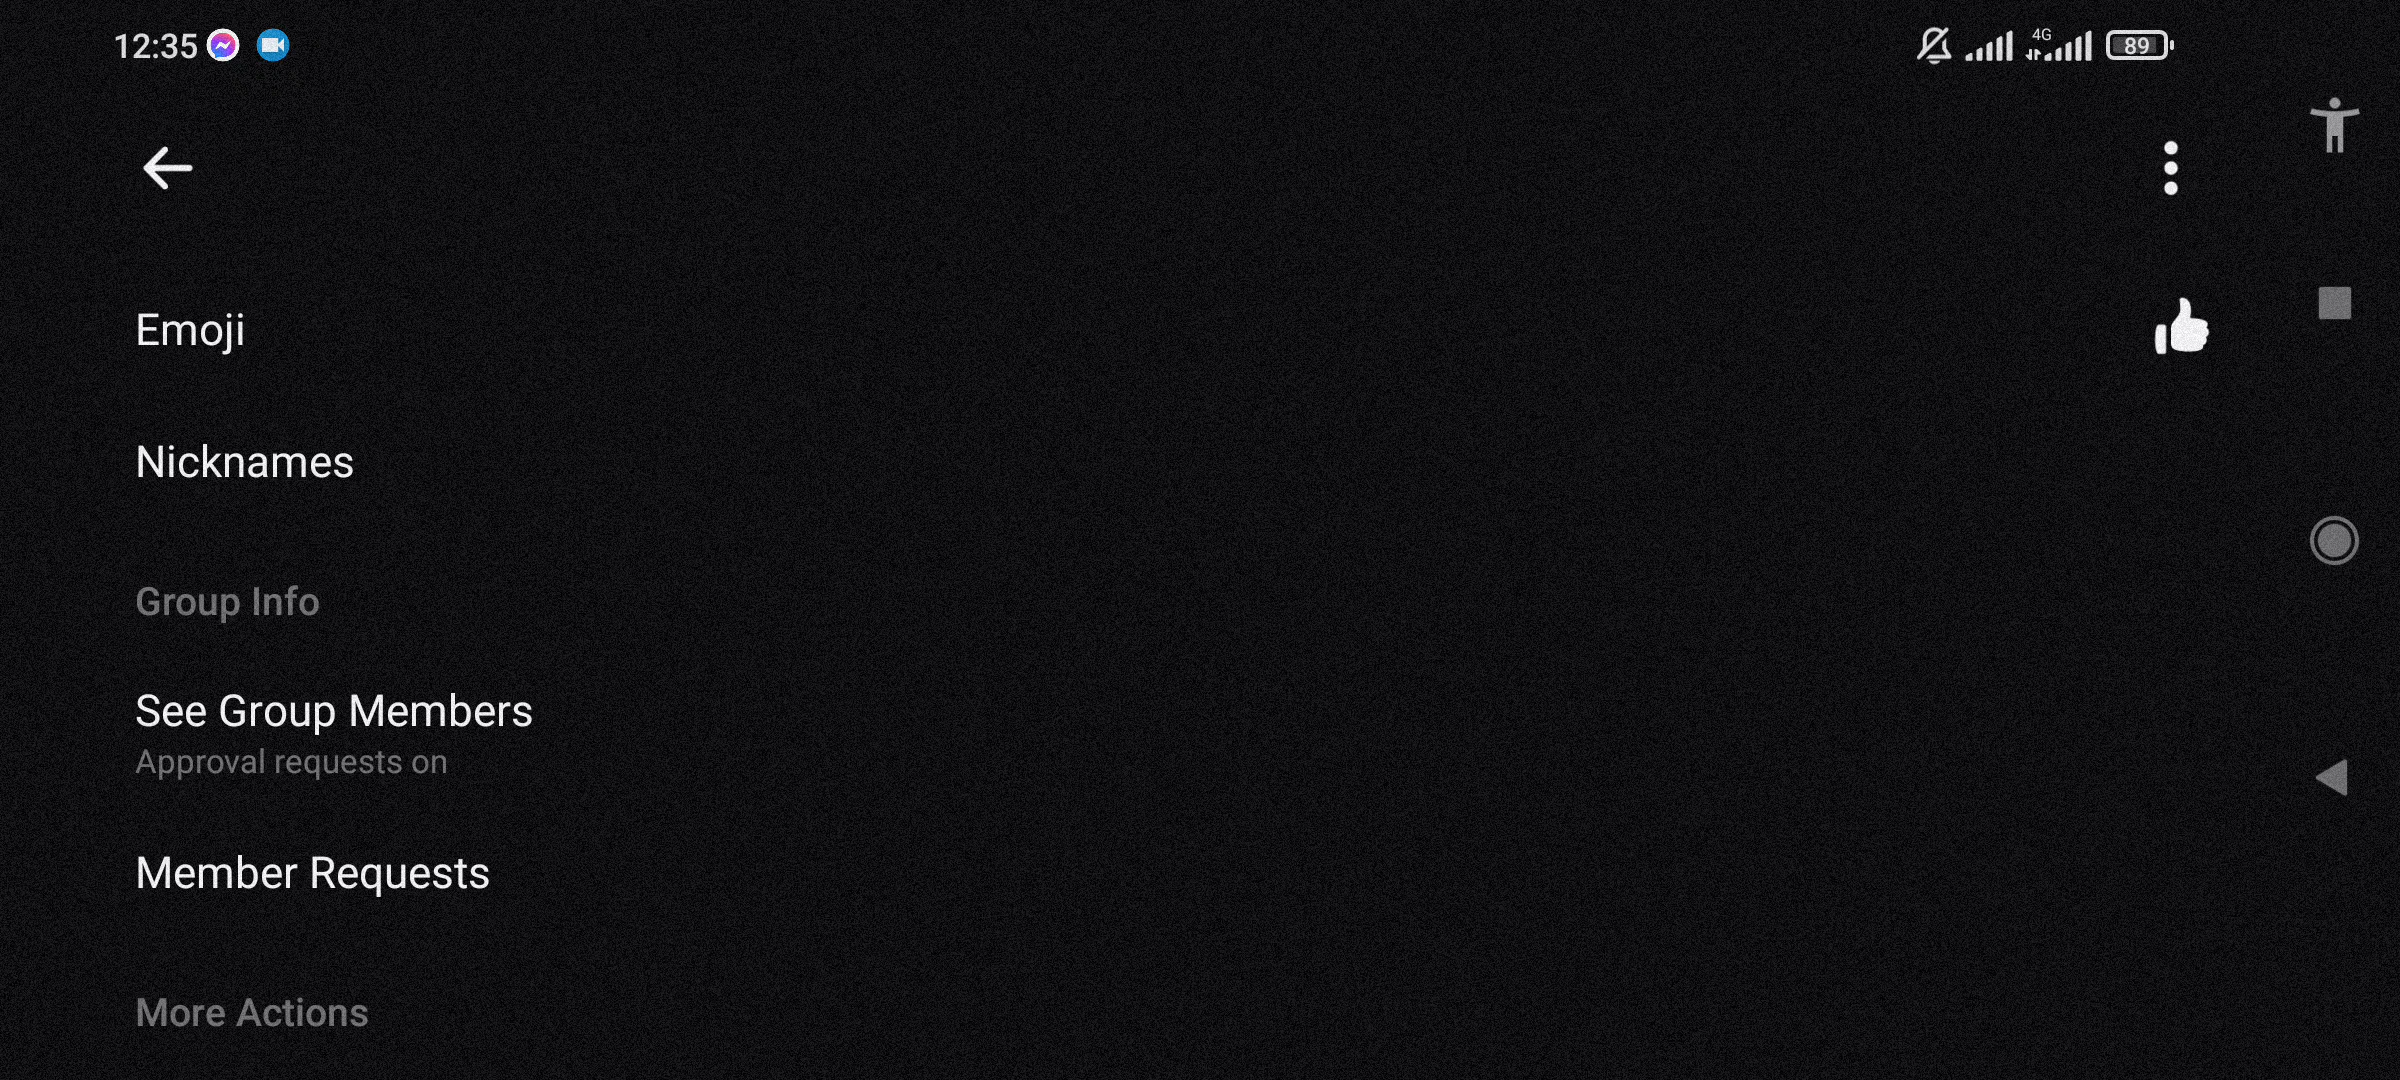 12:35
4G
89
Emoji
Nicknames
Group Info
See Group Members
Approval requests on
Member Requests
More Actions